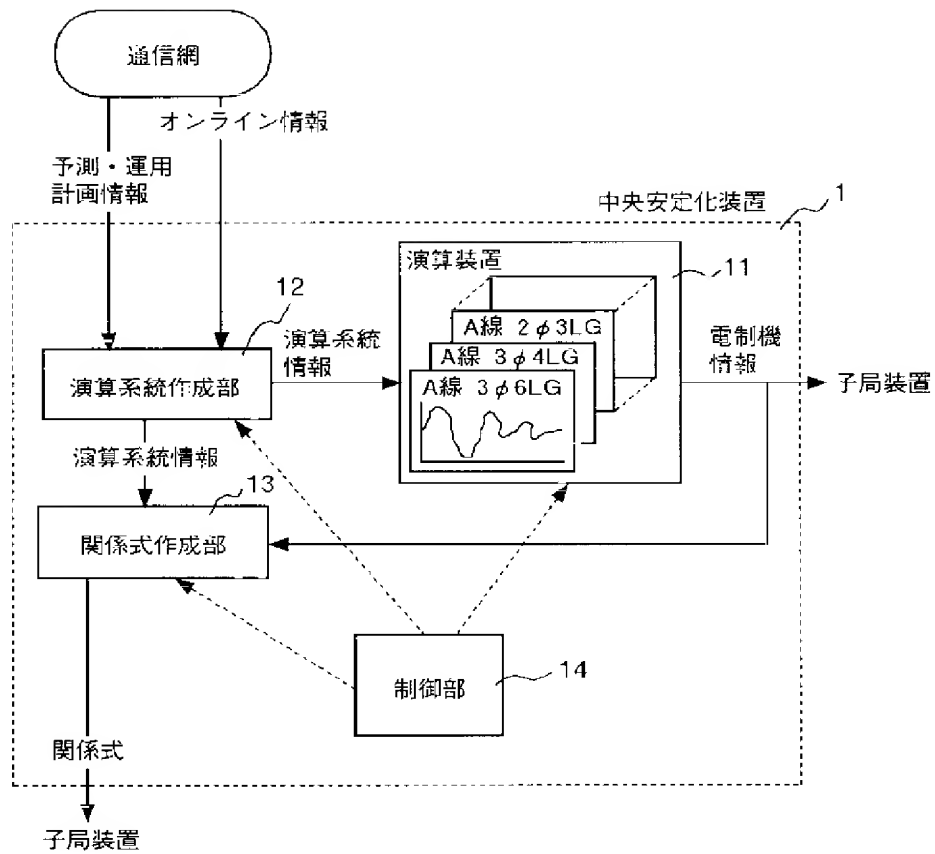 通信網
オンライン情報
予測・運用
計画情報
中央安定化装置
1
演算装置
11
12
A線 2φ3LG
A線 3φ4LG
A線 3φ6LG
演算系統
情報
電制機
情報
子局装置
演算系統作成部
演算系統情報
13
関係式作成部
制御部
14
関係式
子局装置